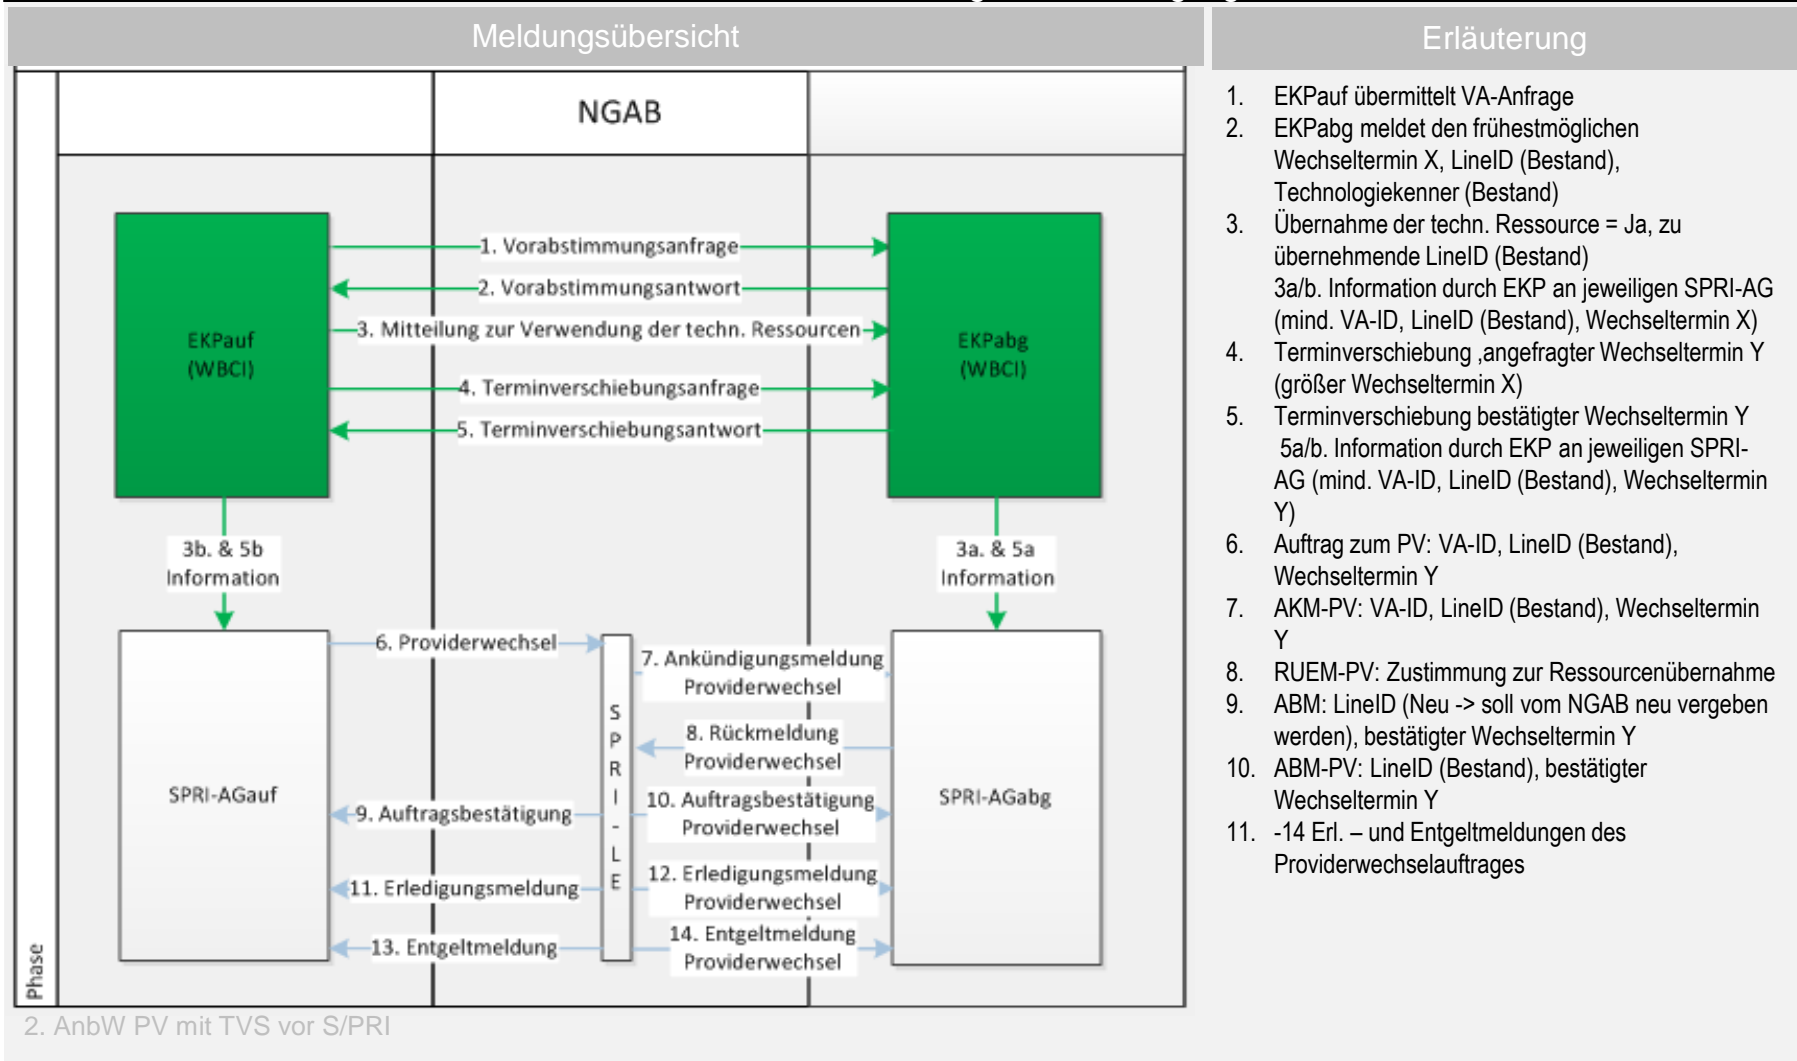 Meldungsübersicht
Erläuterung
NGAB
1. Vorabstimmungsanfrage
2. Vorabstimmungsantwort
3. Mitteilung zur Verwendung der techn. Ressourcen
4. Terminverschiebungsanfrage
5. Terminverschiebungsantwort
EKPauf
(WBCI)
EKPabg
(WBCI)
3b. & 5b
Information
3a. & 5a
Information
6. Providerwechsel
7. Ankündigungsmeldung
Providerwechsel
8. Rückmeldung
Providerwechsel
SPRI-AGauf
SPRI-LE
SPRI-AGabg
9. Auftragsbestätigung
10. Auftragsbestätigung
Providerwechsel
11. Erledigungsmeldung
12. Erledigungsmeldung
Providerwechsel
13. Entgeltmeldung
14. Entgeltmeldung
Providerwechsel
Phase
2. AnbW PV mit TVS vor S/PRI
1. EKPauf übermittelt VA-Anfrage
2. EKPabg meldet den frühestmöglichen
Wechseltermin X, LineID (Bestand),
Technologiekenner (Bestand)
3. Übernahme der techn. Ressource = Ja, zu
übernehmende LineID (Bestand)
3a/b. Information durch EKP an jeweiligen SPRI-AG
(mind. VA-ID, LineID (Bestand), Wechseltermin X)
4. Terminverschiebung ,angefragter Wechseltermin Y
(größer Wechseltermin X)
5. Terminverschiebung bestätigter Wechseltermin Y
5a/b. Information durch EKP an jeweiligen SPRI-
AG (mind. VA-ID, LineID (Bestand), Wechseltermin
Y)
6. Auftrag zum PV: VA-ID, LineID (Bestand),
Wechseltermin Y
7. AKM-PV: VA-ID, LineID (Bestand), Wechseltermin
Y
8. RUEM-PV: Zustimmung zur Ressourcenübernahme
9. ABM: LineID (Neu -> soll vom NGAB neu vergeben
werden), bestätigter Wechseltermin Y
10. ABM-PV: LineID (Bestand), bestätigter
Wechseltermin Y
11. -14 Erl. – und Entgeltmeldungen des
Providerwechselauftrages